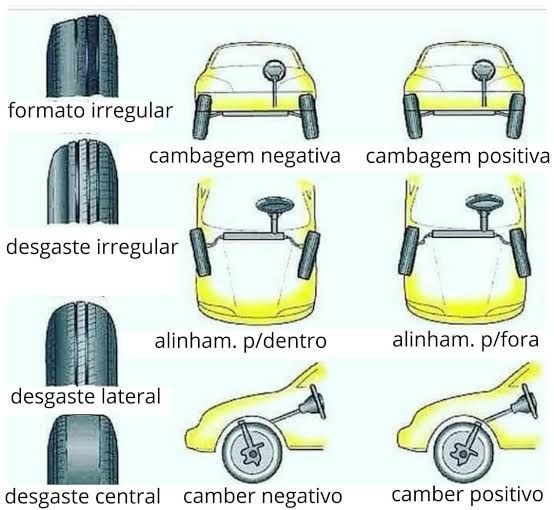 formato irregular
cambagem negativa
cambagem positiva
desgaste irregular
alinham. p/dentro
alinham. p/fora
desgaste lateral
desgaste central
camber negativo
camber positivo